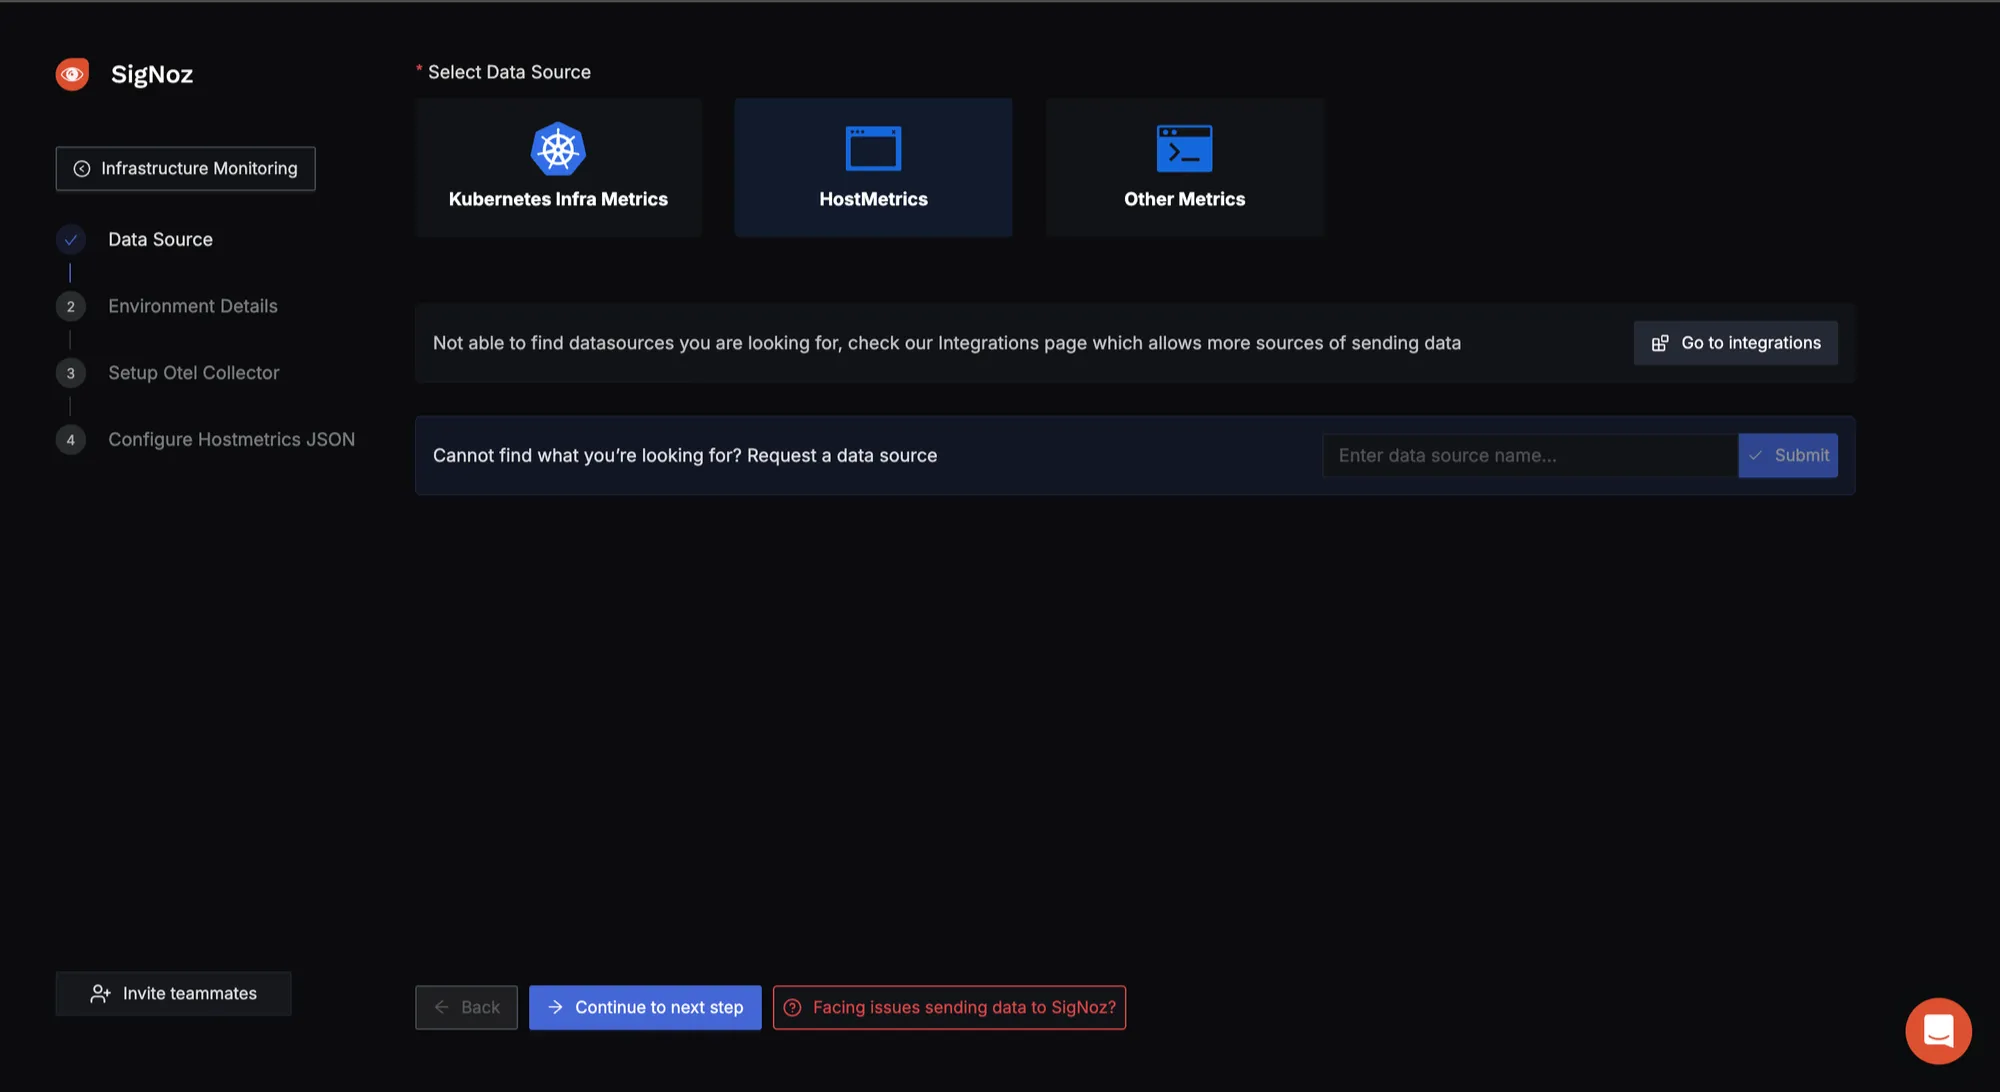 SigNoz
Infrastructure Monitoring
Data Source
2 Environment Details
3 Setup Otel Collector
4 Configure Hostmetrics JSON
Invite teammates
* Select Data Source
Kubernetes Infra Metrics
HostMetrics
Other Metrics
Not able to find datasources you are looking for, check our Integrations page which allows more sources of sending data
Go to integrations
Cannot find what you’re looking for? Request a data source
Enter data source name...
Submit
Back
Continue to next step
Facing issues sending data to SigNoz?